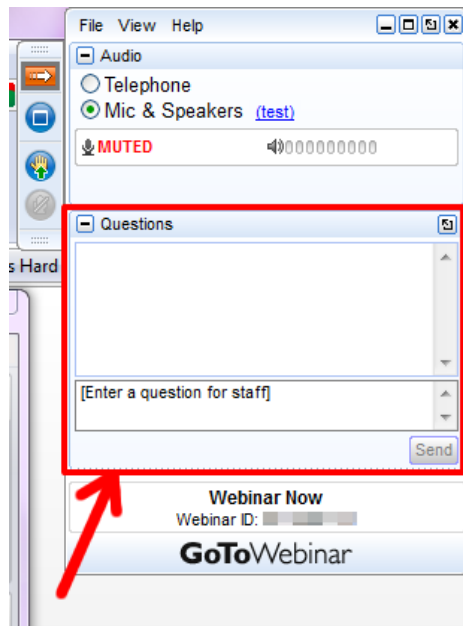 File View Help
Audio
Telephone
Mic & Speakers (test)
MUTED 000000000
Questions
s Hard
[Enter a question for staff]
Send
Webinar Now
Webinar ID:
GoToWebinar